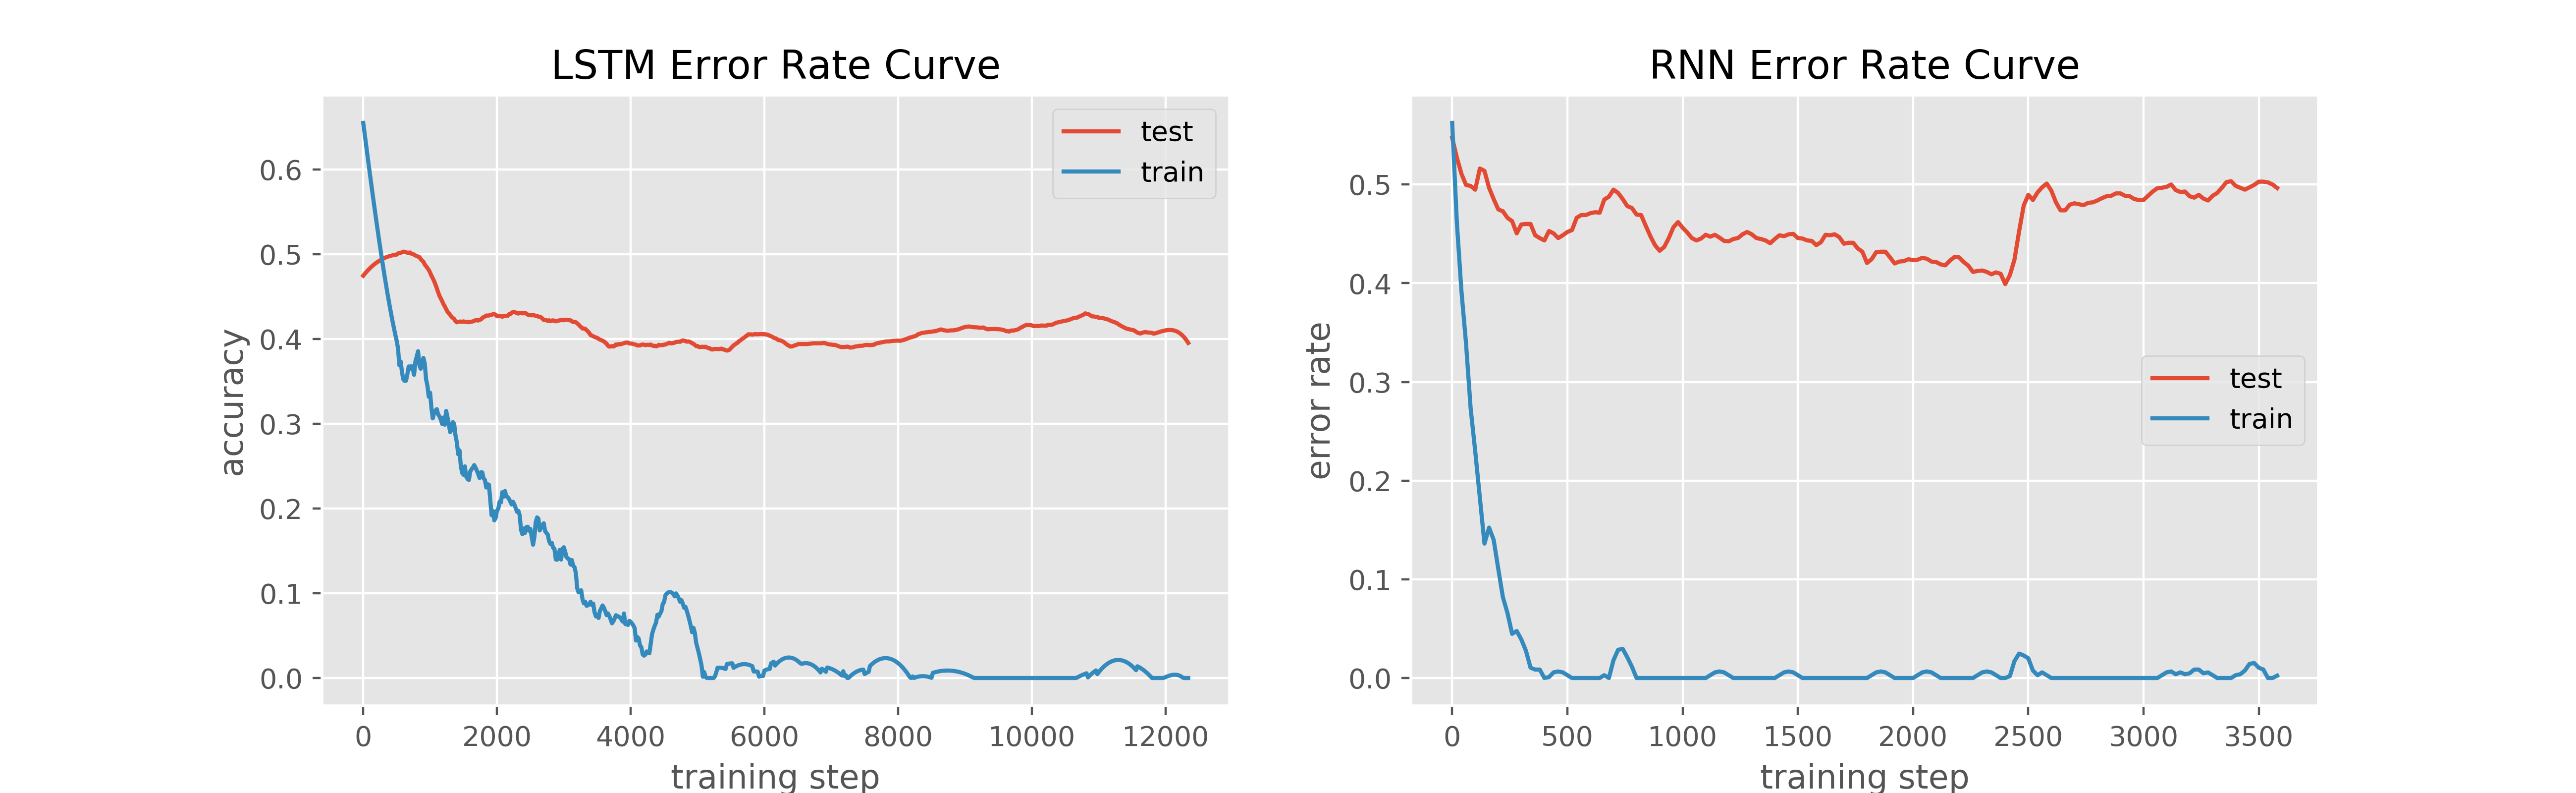 LSTM Error Rate Curve
accuracy
0.6
0.5
0.4
0.3
0.2
0.1
0.0
test
train
0 2000 4000 6000 8000 10000 12000
training step
RNN Error Rate Curve
error rate
0.5
0.4
0.3
0.2
0.1
0.0
test
train
0 500 1000 1500 2000 2500 3000 3500
training step